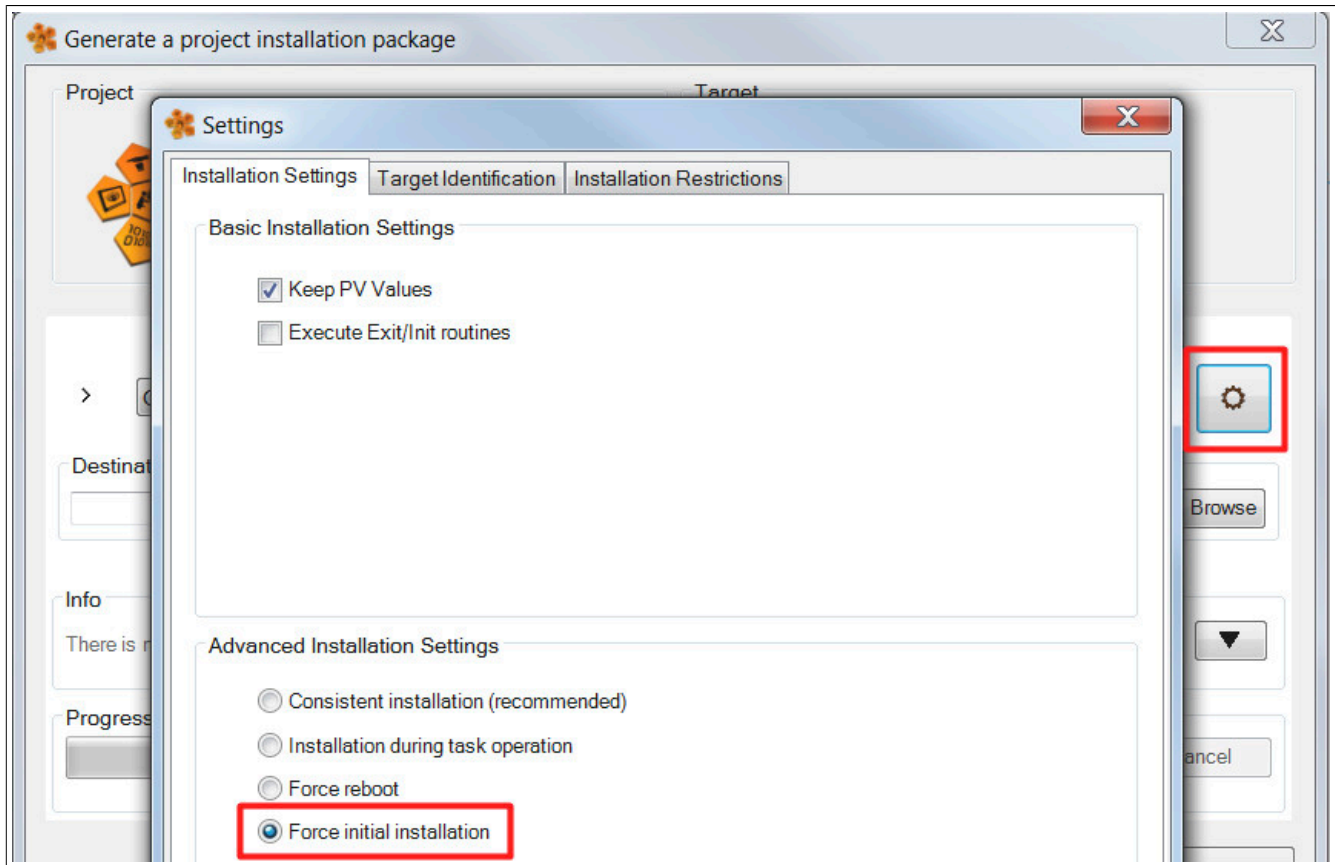 Generate a project installation package
Project
Target
Settings
Installation Settings
Target Identification
Installation Restrictions
Basic Installation Settings
Keep PV Values
Execute Exit/Init routines
Destinat
Browse
Info
There is
Advanced Installation Settings
Consistent installation (recommended)
Installation during task operation
Progress
ancel
Force reboot
Force initial installation